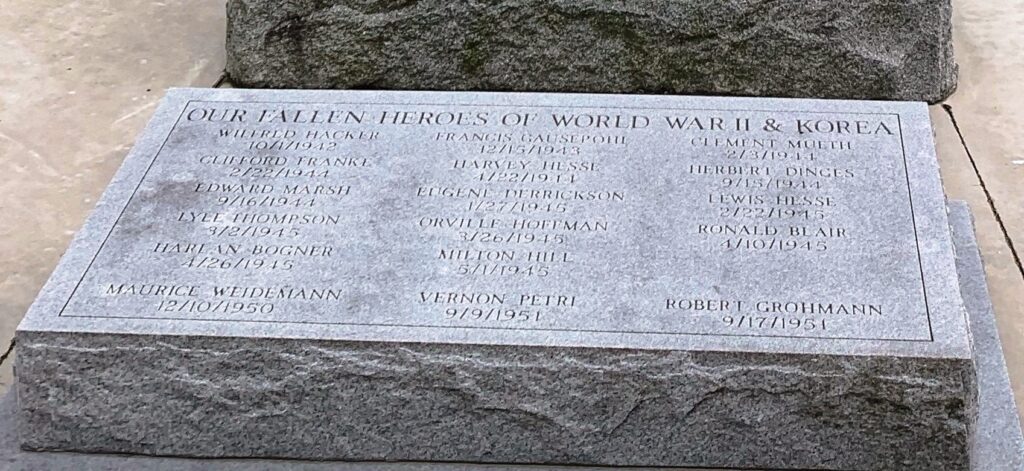 OUR FALLEN HEROES OF WORLD WAR II & KOREA
WILFRED HACKER FRANCIS GAUSEPOHL CLEMENT MUETH
10/1/1942 12/15/1943 2/3/1944
CLIFFORD FRANKE HARVEY HESSE HERBERT DINGES
2/22/1944 4/22/1944 9/15/1944
EDWARD MARSH EUGENE DERRICKSON LEWIS HESSE
9/16/1944 1/27/1945 2/22/1945
LYLE THOMPSON ORVILLE HOFFMAN RONALD BLAIR
3/2/1945 3/26/1945 4/10/1945
HARLAN BOGNER MILTON HILL
4/26/1945 5/1/1945
MAURICE WEIDEMANN VERNON PETRI ROBERT GROHMANN
12/10/1950 9/9/1951 9/17/1951